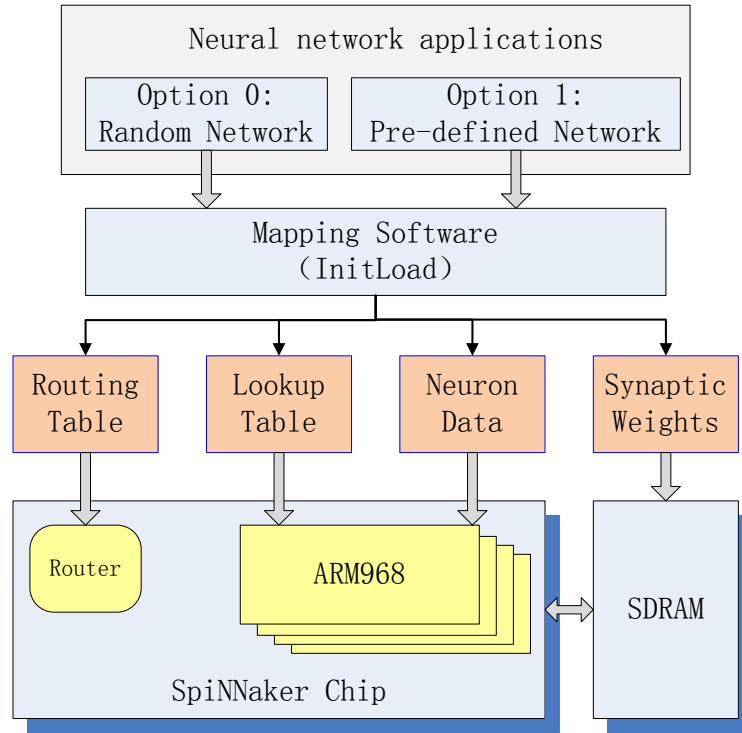 Neural network applications
Option 0:
Random Network
Option 1:
Pre-defined Network
Mapping Software
（InitLoad）
Routing
Table
Lookup
Table
Neuron
Data
Synaptic
Weights
Router
ARM968
SDRAM
SpiNNaker Chip